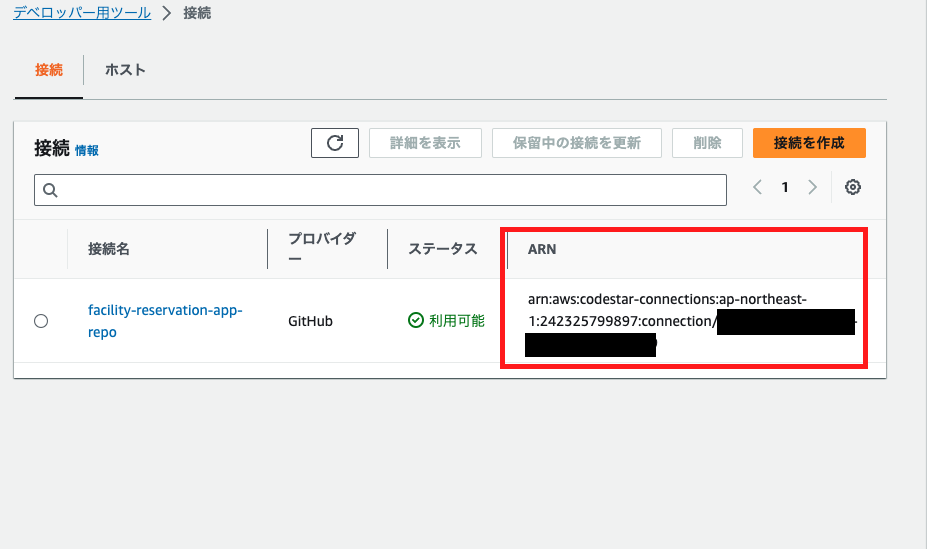 デベロッパー用ツール 接続
接続 ホスト
接続 情報 詳細を表示 保留中の接続を更新 削除 接続を作成
1
接続名 プロバイダ
ー ステータス ARN
facility-reservation-app-
repo GitHub 利用可能 arn:aws:codestar-connections:ap-northeast-
1:242325799897:connection/